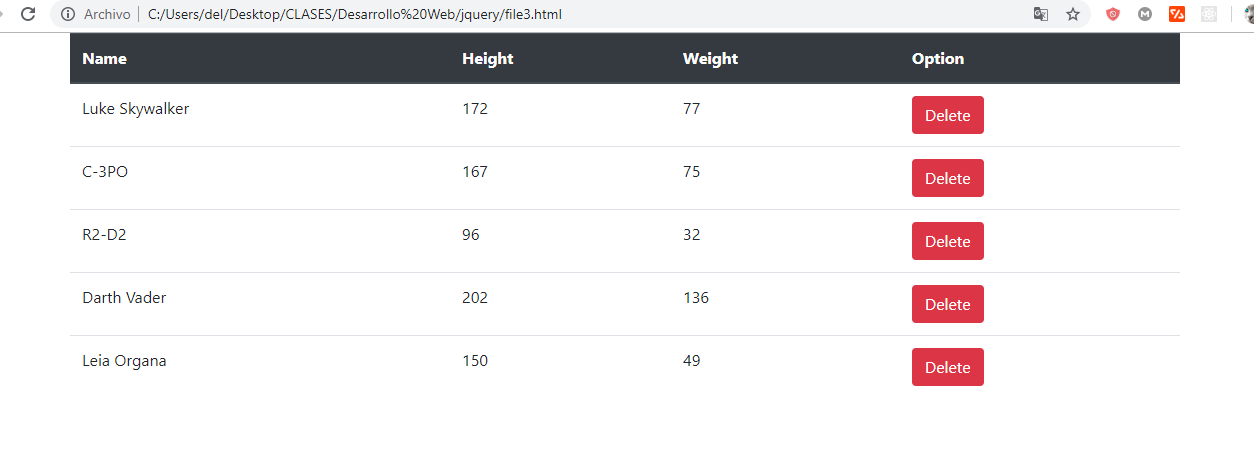 Archivo C:/Users/del/Desktop/CLASES/Desarrollo%20Web/jquery/file3.html
Name Height Weight Option
Luke Skywalker 172 77 Delete
C-3PO 167 75 Delete
R2-D2 96 32 Delete
Darth Vader 202 136 Delete
Leia Organa 150 49 Delete